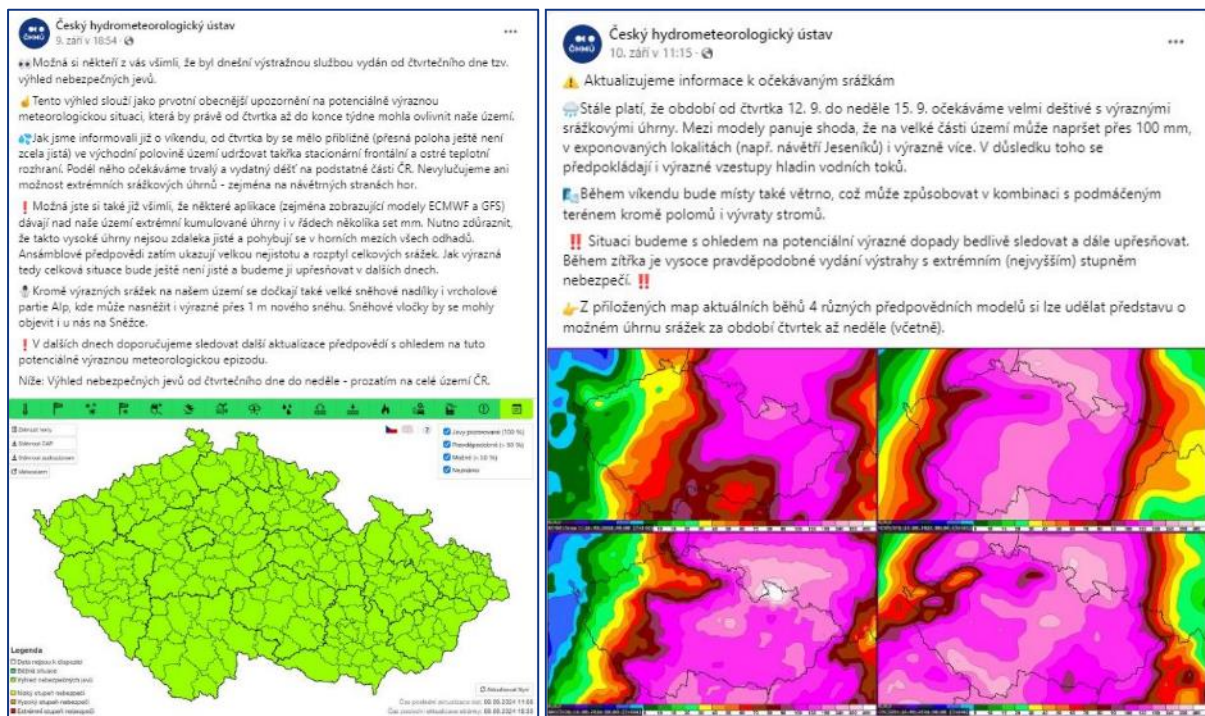 Český hydrometeorologický ústav
9. září v 18:54 ·
👀Možná si někteří z vás všimli, že byl dnešní výstražnou službou vydán od čtvrtečního dne tzv.
výhled nebezpečných jevů.
☝Tento výhled slouží jako prvotní obecnější upozornění na potenciálně výraznou
meteorologickou situaci, která by právě od čtvrtka až do konce týdne mohla ovlivnit naše území.
💦Jak jsme informovali již o víkendu, od čtvrtka by se mělo přibližně (přesná poloha ještě není
zcela jistá) ve východní polovině území udržovat takřka stacionární frontální a ostré teplotní
rozhraní. Podél něho očekáváme trvalý a vydatný déšť na podstatné části ČR. Nevylučujeme ani
možnost extrémních srážkových úhrnů - zejména na návětrných stranách hor.
❗ Možná jste si také již všimli, že některé aplikace (zejména zobrazující modely ECMWF a GFS)
dávají nad naše území extrémní kumulované úhrny i v řádech několika set mm. Nutno zdůraznit,
že takto vysoké úhrny nejsou zdaleka jisté a pohybují se v horních mezích všech odhadů.
Ansámblové předpovědi zatím ukazují velkou nejistotu a rozptyl celkových srážek. Jak výrazná
tedy celková situace bude ještě není jisté a budeme ji upřesňovat v dalších dnech.
Kromě výrazných srážek na našem území se dočkají také velké sněhové nadílky i vrcholové
partie Alp, kde může nasněžit i výrazně přes 1 m nového sněhu. Sněhové vločky by se mohly
objevit i u nás na Sněžce.
❗ V dalších dnech doporučujeme sledovat další aktualizace předpovědí s ohledem na tuto
potenciálně výraznou meteorologickou epizodu.
Níže: Výhled nebezpečných jevů od čtvrtečního dne do neděle - prozatím na celé území ČR.
Legenda
Výhled nebezpečných jevů
Nízký stupeň nebezpečí
Vysoký stupeň nebezpečí
Extrémní stupeň nebezpečí
Český hydrometeorologický ústav
10. září v 11:15 ·
⚠ Aktualizujeme informace k očekávaným srážkám
🌧Stále platí, že období od čtvrtka 12. 9. do neděle 15. 9. očekáváme velmi deštivé s výraznými
srážkovými úhrny. Mezi modely panuje shoda, že na velké části území může napršet přes 100 mm,
v exponovaných lokalitách (např. návětří Jeseníků) i výrazně více. V důsledku toho se
předpokládají i výrazné vzestupy hladin vodních toků.
🌬Během víkendu bude místy také větrno, což může způsobovat v kombinaci s podmáčeným
terénem kromě polomů i vývraty stromů.
‼ Situaci budeme s ohledem na potenciální výrazné dopady bedlivě sledovat a dále upřesňovat.
Během zítřka je vysoce pravděpodobné vydání výstrahy s extrémním (nejvyšším) stupněm
nebezpečí. ‼
👉Z přiložených map aktuálních běhů 4 různých předpovědních modelů si lze udělat představu o
možném úhrnu srážek za období čtvrtek až neděle (včetně).